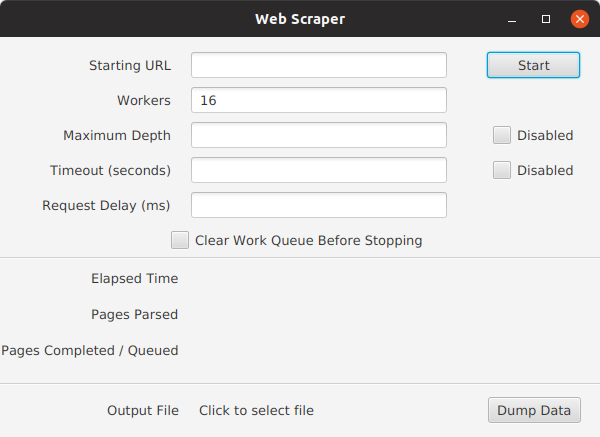 Web Scraper
Starting URL Start
Workers 16
Maximum Depth Disabled
Timeout (seconds) Disabled
Request Delay (ms)
Clear Work Queue Before Stopping
Elapsed Time
Pages Parsed
Pages Completed / Queued
Output File Click to select file Dump Data